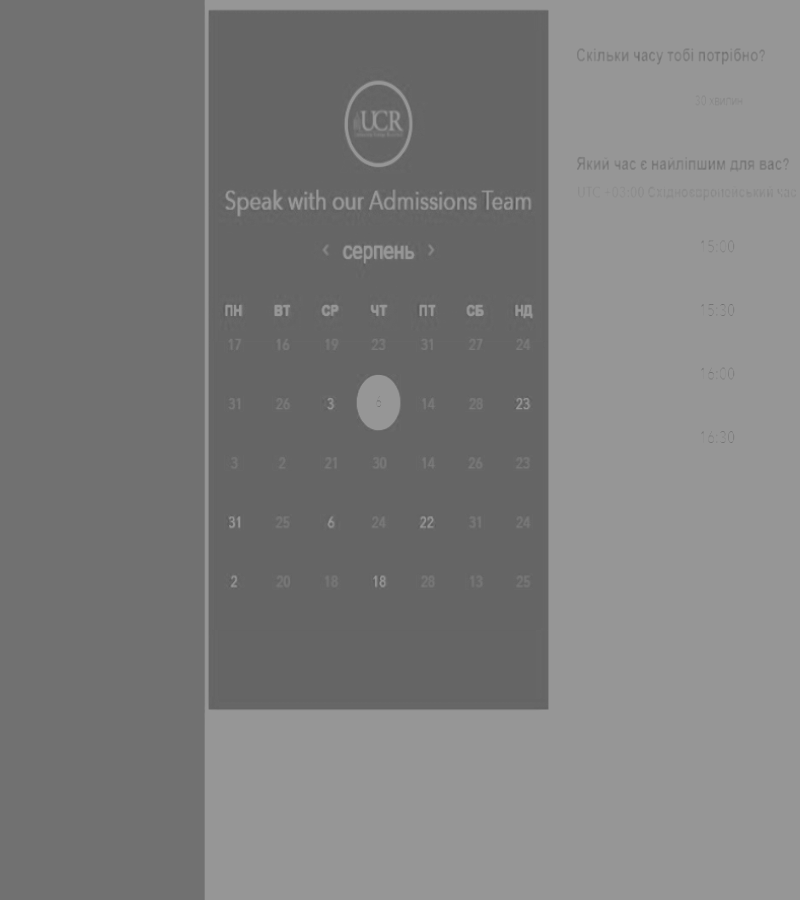 UCR
Speak with our Admissions Team
‹ серпень ›
ПН ВТ СР ЧТ ПТ СБ НД
17 16 19 23 31 27 24
31 26 3 6 14 28 23
3 2 21 30 14 26 23
31 25 6 24 22 31 24
2 20 18 18 28 13 25
Скільки часу тобі потрібно?
30 хвилин
Який час є найліпшим для вас?
UTC +03:00 Східноєвропейський час
15:00
15:30
16:00
16:30